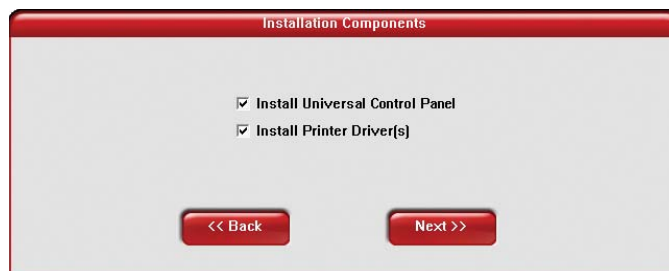 Installation Components
Install Universal Control Panel
Install Printer Driver(s)
<< Back
Next >>